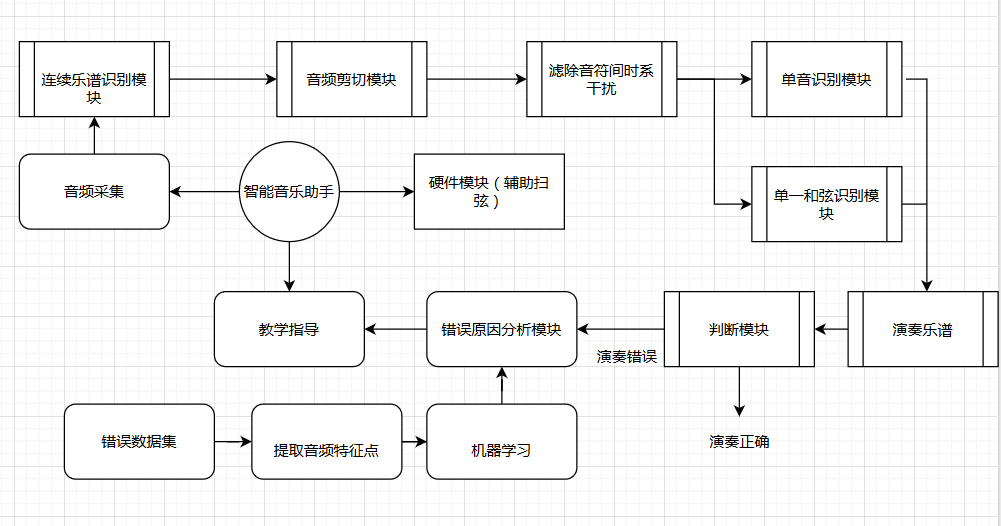 连续乐谱识别模
块
音频剪切模块
滤除音符间时系
干扰
单音识别模块
音频采集
智能音乐助手
硬件模块（辅助扫
弦）
单一和弦识别模
块
教学指导
错误原因分析模块
演奏错误
判断模块
演奏乐谱
错误数据集
提取音频特征点
机器学习
演奏正确